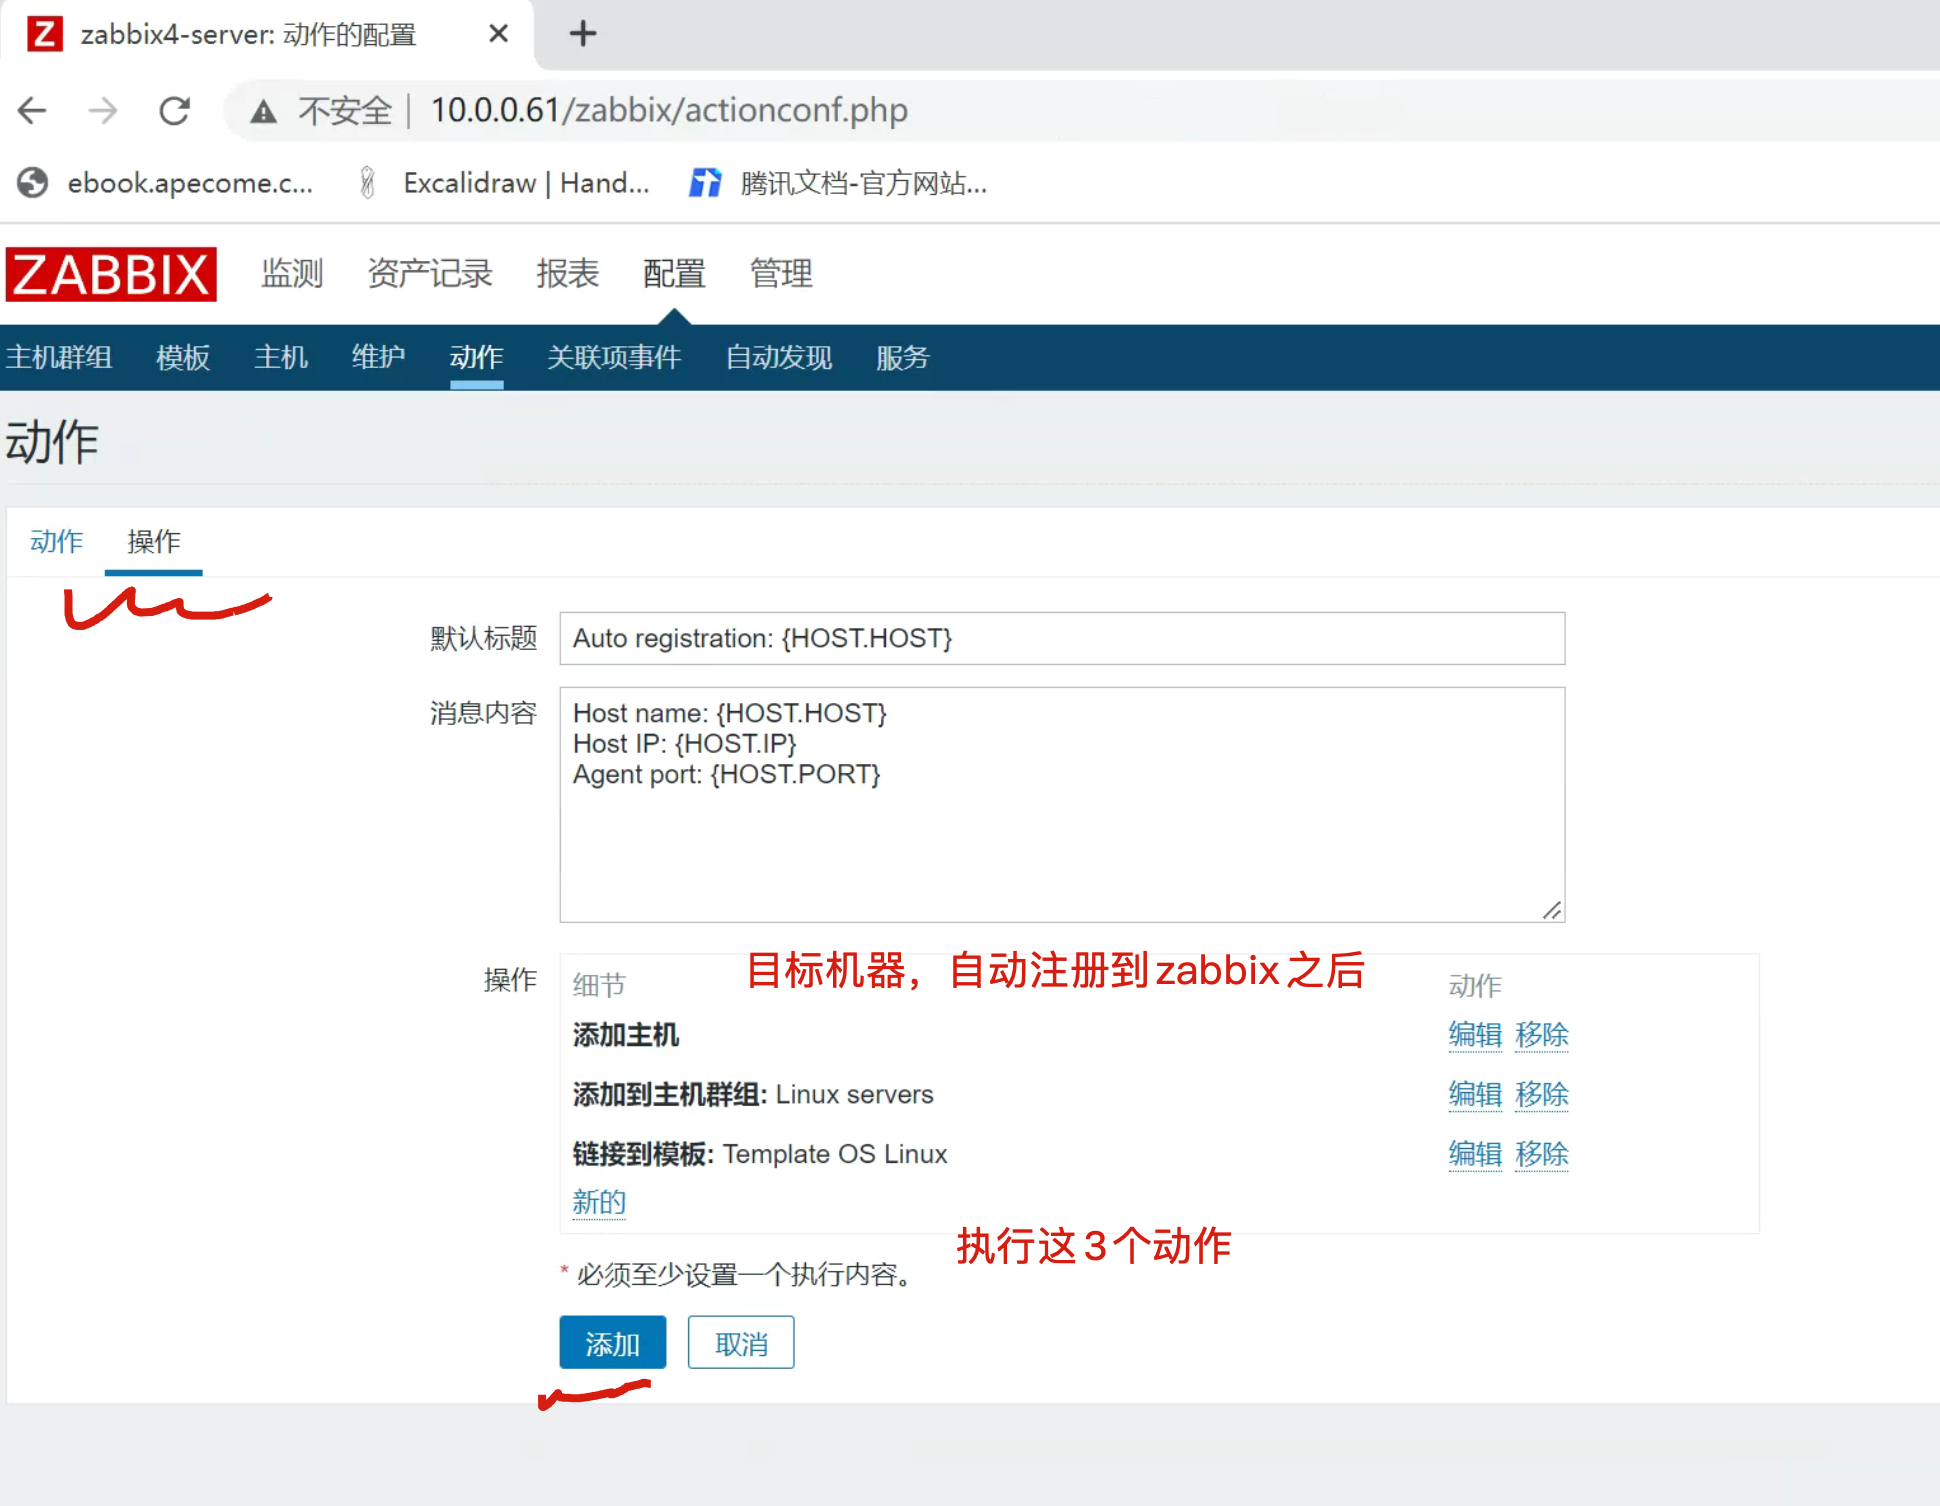 Z zabbix4-server: 动作的配置
不安全 | 10.0.0.61/zabbix/actionconf.php
ebook.apecome.c... Excalidraw | Hand... 腾讯文档-官方网站...
ZABBIX 监测 资产记录 报表 配置 管理
主机群组 模板 主机 维护 动作 关联项事件 自动发现 服务
动作
动作 操作
默认标题 Auto registration: {HOST.HOST}
消息内容 Host name: {HOST.HOST}
Host IP: {HOST.IP}
Agent port: {HOST.PORT}
目标机器，自动注册到zabbix之后
操作 细节 动作
添加主机 编辑 移除
添加到主机群组: Linux servers 编辑 移除
链接到模板: Template OS Linux 编辑 移除
新的
执行这3个动作
* 必须至少设置一个执行内容。
添加 取消